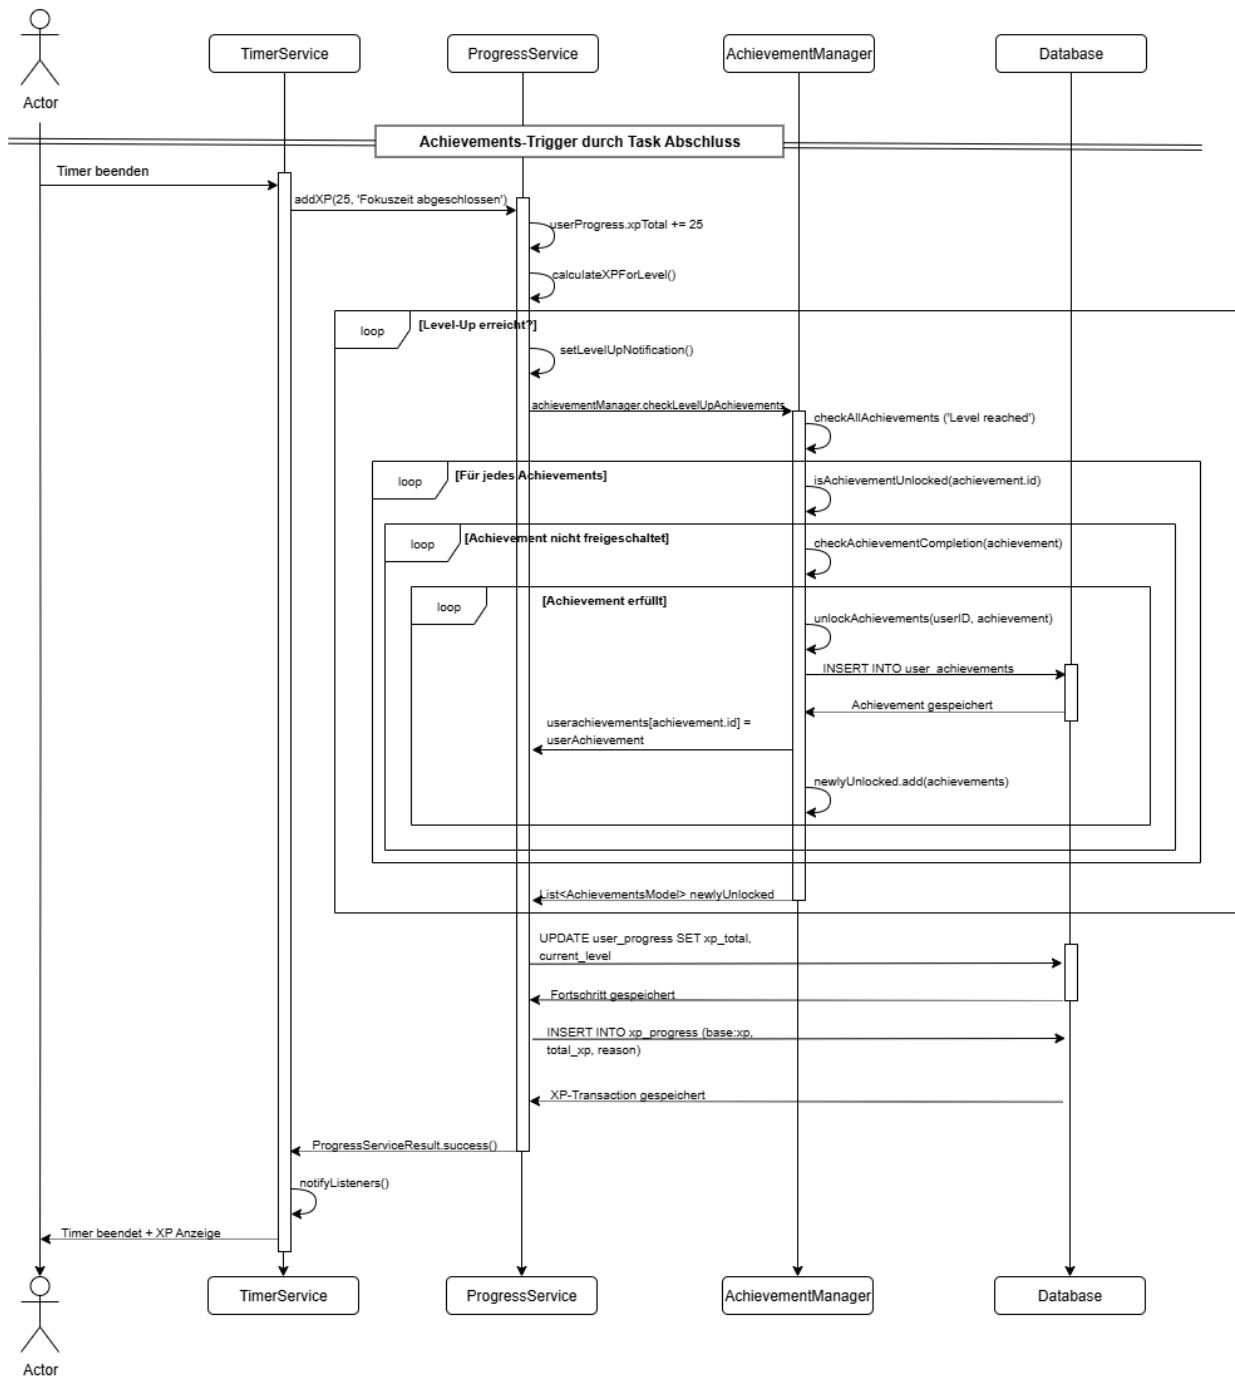 Actor
TimerService
ProgressService
AchievementManager
Database
Achievements-Trigger durch Task Abschluss
Timer beenden
addXP(25, 'Fokuszeit abgeschlossen')
userProgress.xpTotal += 25
calculateXPForLevel()
loop
[Level-Up erreicht?]
setLevelUpNotification()
achievementManager.checkLevelUpAchievements
checkAllAchievements ('Level reached')
loop
[Für jedes Achievements]
isAchievementUnlocked(achievement.id)
loop
[Achievement nicht freigeschaltet]
checkAchievementCompletion(achievement)
loop
[Achievement erfüllt]
unlockAchievements(userID, achievement)
INSERT INTO user_achievements
Achievement gespeichert
userachievements[achievement.id] =
userAchievement
newlyUnlocked.add(achievements)
List<AchievementsModel> newlyUnlocked
UPDATE user_progress SET xp_total,
current_level
Fortschritt gespeichert
INSERT INTO xp_progress (base:xp,
total_xp, reason)
XP-Transaction gespeichert
ProgressServiceResult.success()
notifyListeners()
Timer beendet + XP Anzeige
TimerService
ProgressService
AchievementManager
Database
Actor